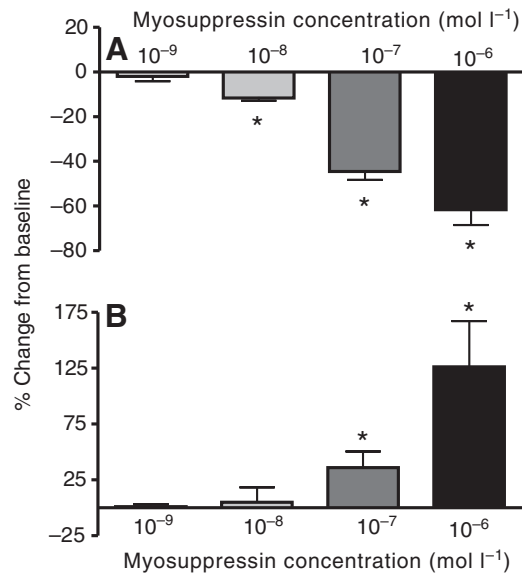 Myosuppressin concentration (mol l⁻¹)
20
A
10⁻⁹ 10⁻⁸ 10⁻⁷ 10⁻⁶
0
*
–20
–40
*
–60
*
–80
% Change from baseline
175
B
*
125
75
*
25
–25
10⁻⁹ 10⁻⁸ 10⁻⁷ 10⁻⁶
Myosuppressin concentration (mol l⁻¹)